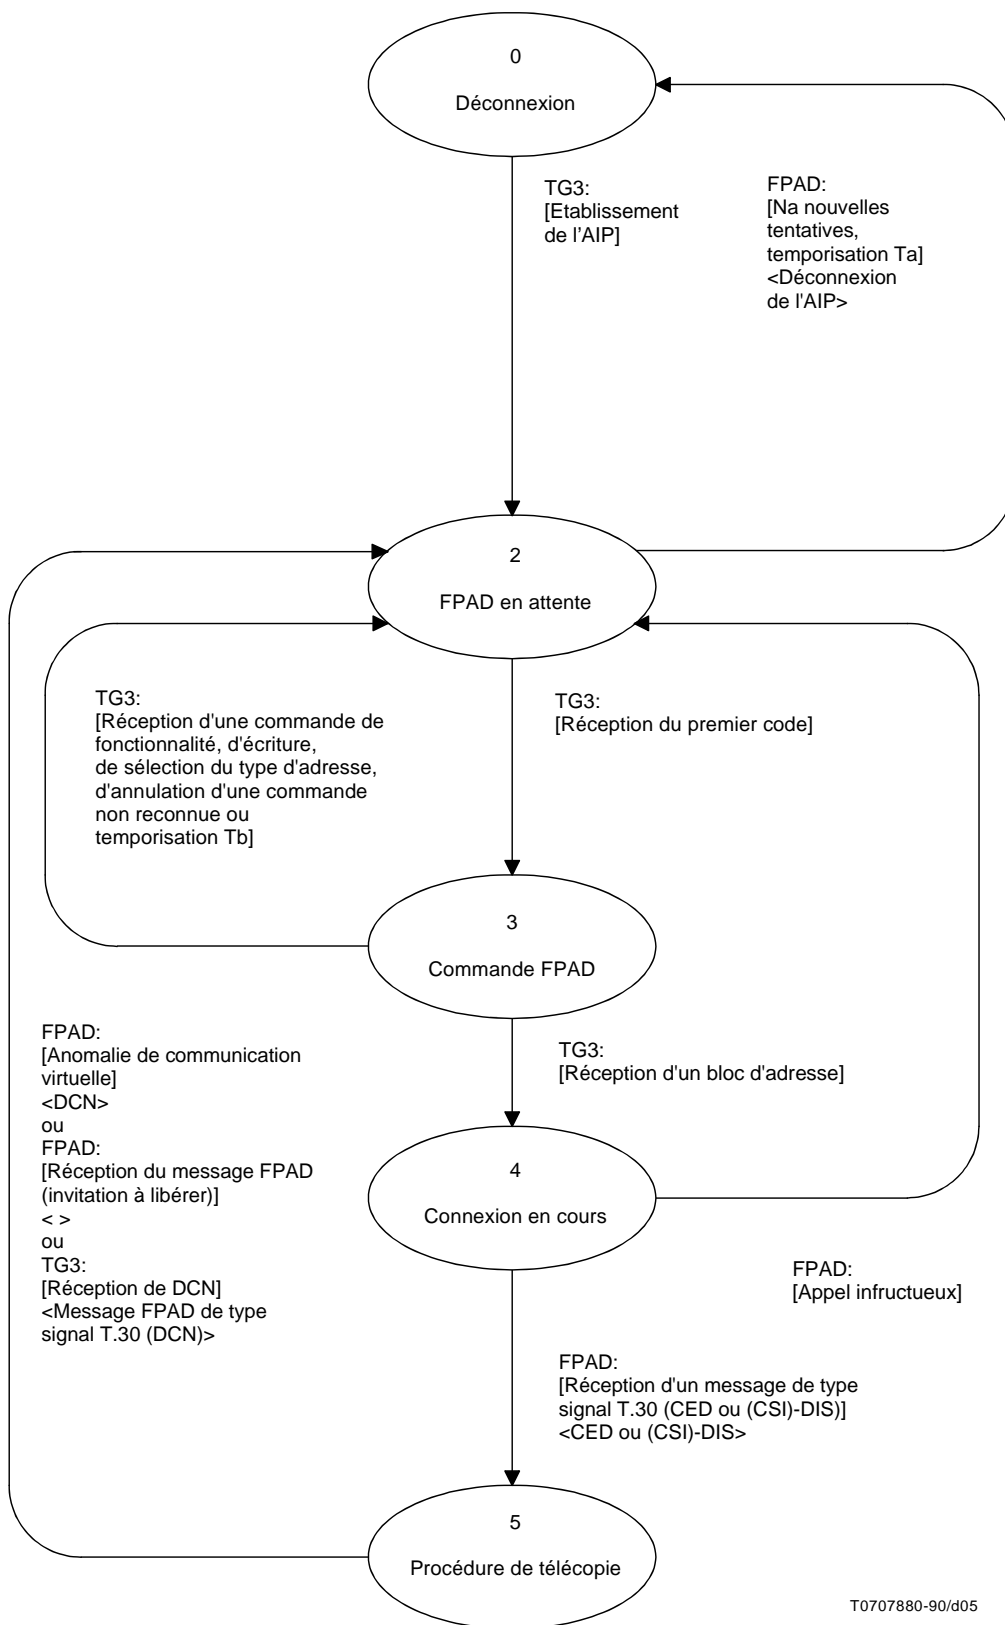 0
Déconnexion
TG3:
[Etablissement
de l'AIP]
FPAD:
[Na nouvelles
tentatives,
temporisation Ta]
<Déconnexion
de l'AIP>
2
FPAD en attente
TG3:
[Réception d'une commande de
fonctionnalité, d'écriture,
de sélection du type d'adresse,
d'annulation d'une commande
non reconnue ou
temporisation Tb]
TG3:
[Réception du premier code]
3
Commande FPAD
FPAD:
[Anomalie de communication
virtuelle]
<DCN>
ou
FPAD:
[Réception du message FPAD
(invitation à libérer)]
< >
ou
TG3:
[Réception de DCN]
<Message FPAD de type
signal T.30 (DCN)>
TG3:
[Réception d'un bloc d'adresse]
4
Connexion en cours
FPAD:
[Appel infructueux]
FPAD:
[Réception d'un message de type
signal T.30 (CED ou (CSI)-DIS)]
<CED ou (CSI)-DIS>
5
Procédure de télécopie
T0707880-90/d05